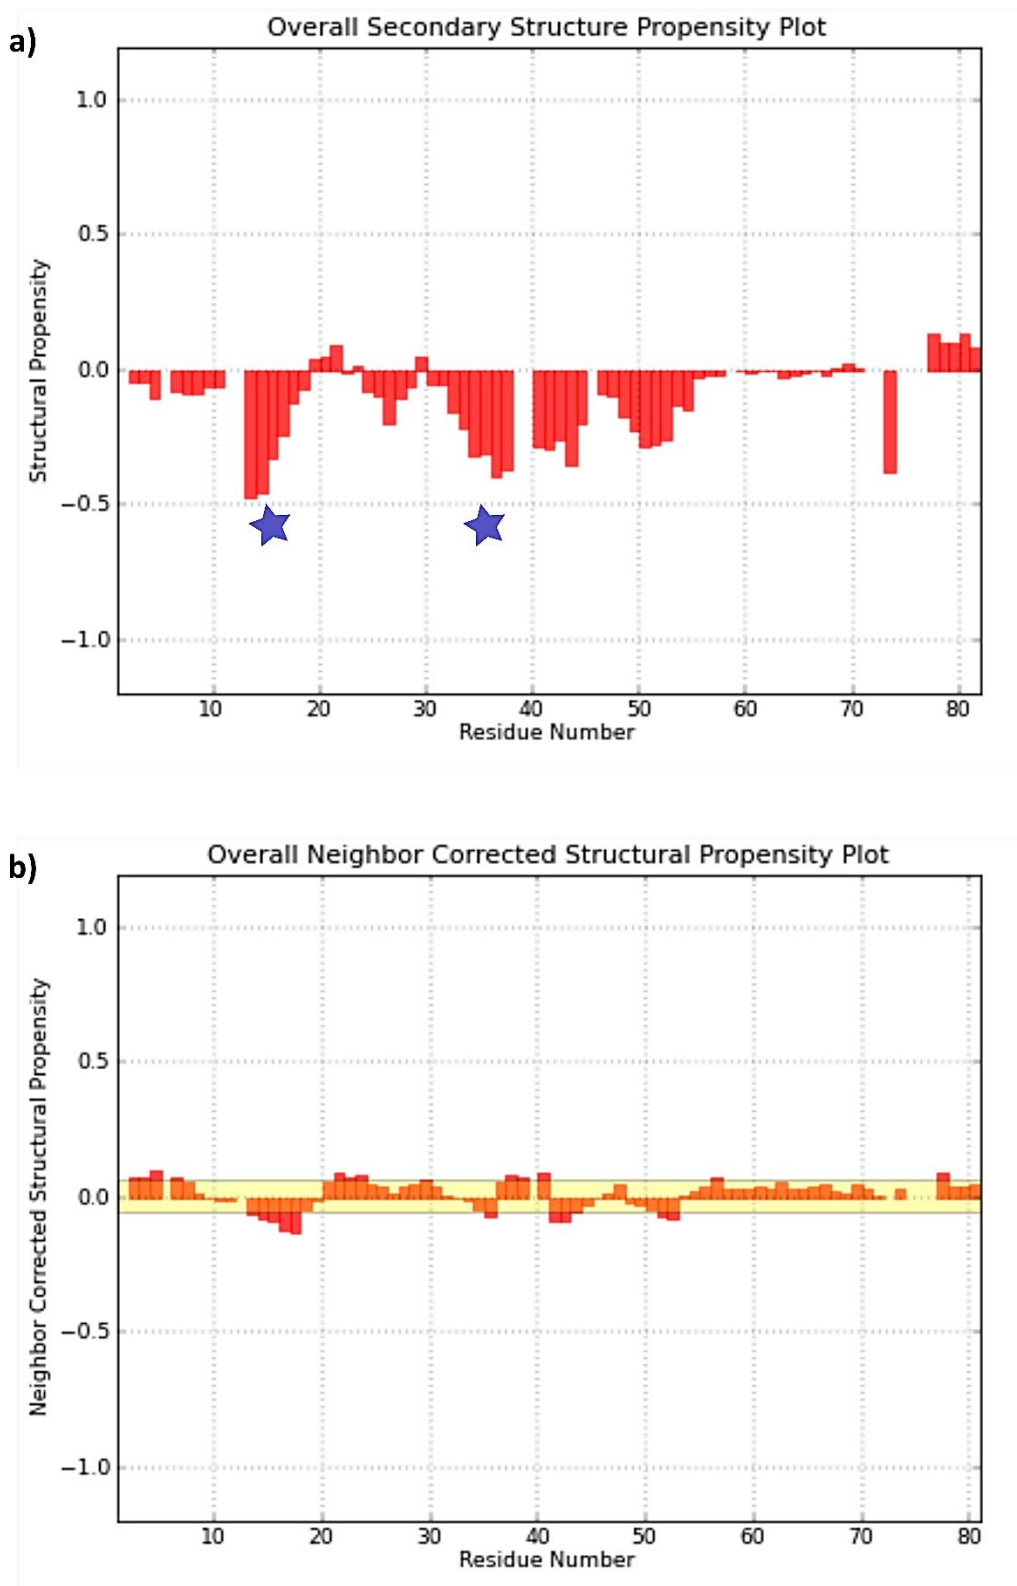 a)
Overall Secondary Structure Propensity Plot
Structural Propensity
1.0
0.5
0.0
−0.5
−1.0
10 20 30 40 50 60 70 80
Residue Number
b)
Overall Neighbor Corrected Structural Propensity Plot
Neighbor Corrected Structural Propensity
1.0
0.5
0.0
−0.5
−1.0
10 20 30 40 50 60 70 80
Residue Number